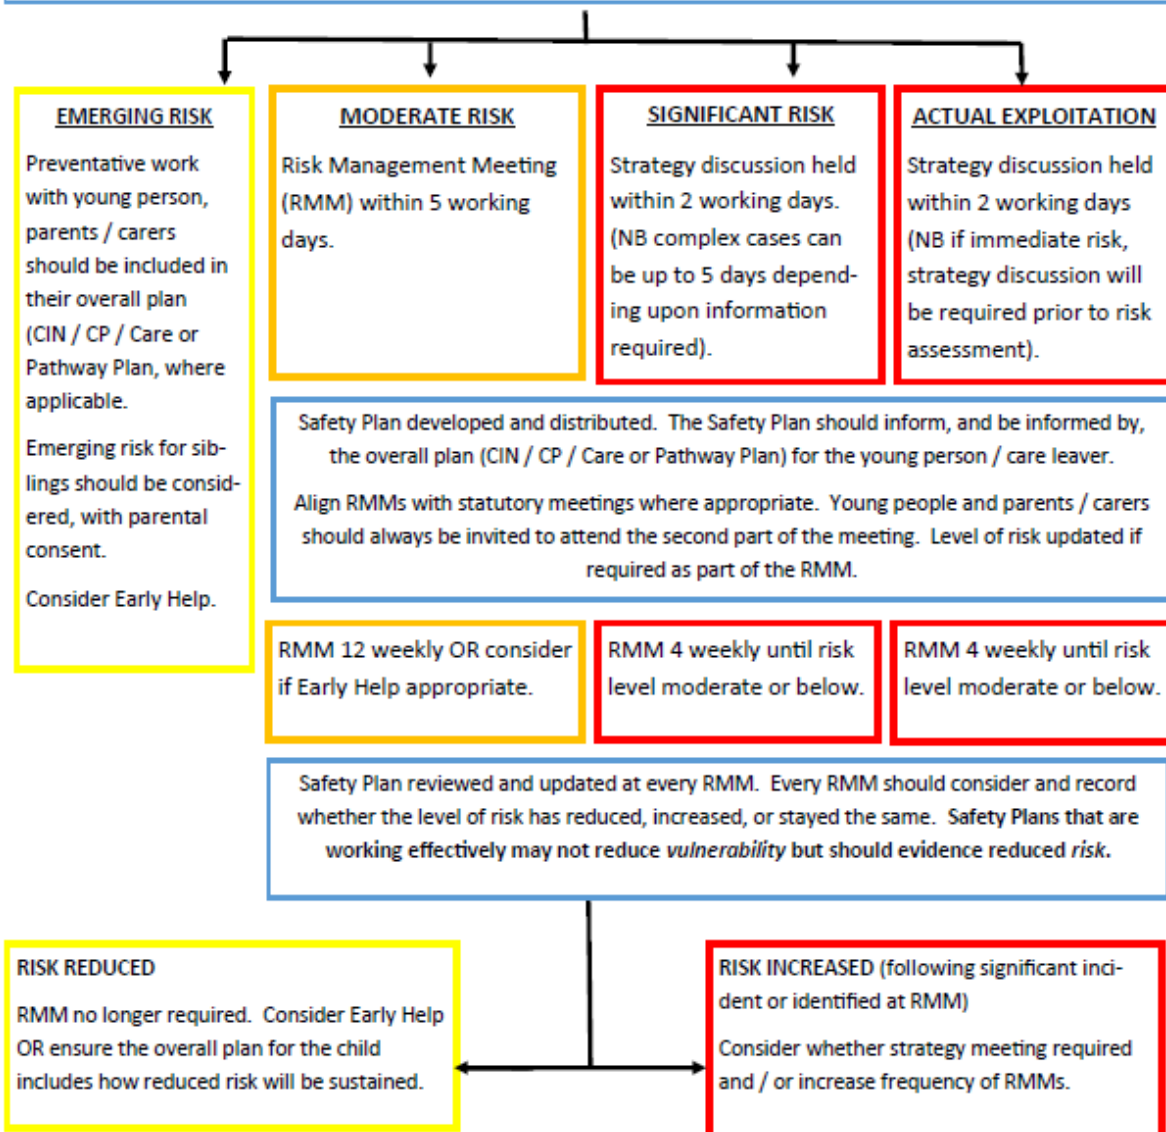 EMERGING RISK
Preventative work
with young person,
parents / carers
should be included in
their overall plan
(CIN / CP / Care or
Pathway Plan, where
applicable.
Emerging risk for sib-
lings should be consid-
ered, with parental
consent.
Consider Early Help.
MODERATE RISK
Risk Management Meeting
(RMM) within 5 working
days.
SIGNIFICANT RISK
Strategy discussion held
within 2 working days.
(NB complex cases can
be up to 5 days depend-
ing upon information
required).
ACTUAL EXPLOITATION
Strategy discussion held
within 2 working days
(NB if immediate risk,
strategy discussion will
be required prior to risk
assessment).
Safety Plan developed and distributed. The Safety Plan should inform, and be informed by,
the overall plan (CIN / CP / Care or Pathway Plan) for the young person / care leaver.
Align RMMs with statutory meetings where appropriate. Young people and parents / carers
should always be invited to attend the second part of the meeting. Level of risk updated if
required as part of the RMM.
RMM 12 weekly OR consider
if Early Help appropriate.
RMM 4 weekly until risk
level moderate or below.
RMM 4 weekly until risk
level moderate or below.
Safety Plan reviewed and updated at every RMM. Every RMM should consider and record
whether the level of risk has reduced, increased, or stayed the same. Safety Plans that are
working effectively may not reduce vulnerability but should evidence reduced risk.
RISK REDUCED
RMM no longer required. Consider Early Help
OR ensure the overall plan for the child
includes how reduced risk will be sustained.
RISK INCREASED (following significant inci-
dent or identified at RMM)
Consider whether strategy meeting required
and / or increase frequency of RMMs.